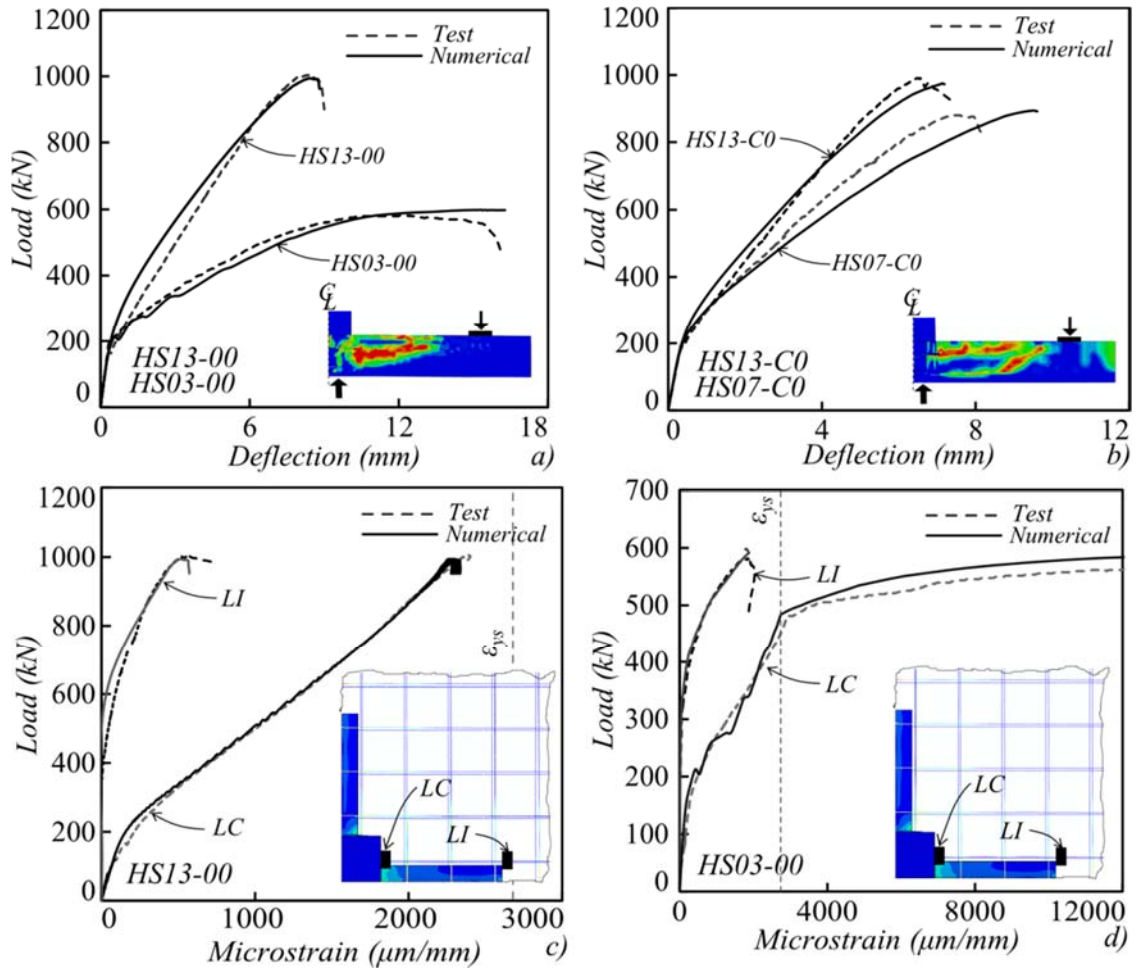 1200
1000
800
600
400
200
0
Load (kN)
Test
Numerical
HS13-00
HS03-00
C
L
HS13-00
HS03-00
0
6
12
18
Deflection (mm)
a)
1200
1000
800
600
400
200
0
Load (kN)
Test
Numerical
HS13-C0
HS07-C0
C
L
HS13-C0
HS07-C0
0
4
8
12
Deflection (mm)
b)
1200
1000
800
600
400
200
0
Load (kN)
Test
Numerical
εys
LI
LC
LC
LI
HS13-00
0
1000
2000
3000
Microstrain (μm/mm)
c)
700
600
500
400
300
200
100
0
Load (kN)
εys
Test
Numerical
LI
LC
LC
LI
HS03-00
0
4000
8000
12000
Microstrain (μm/mm)
d)